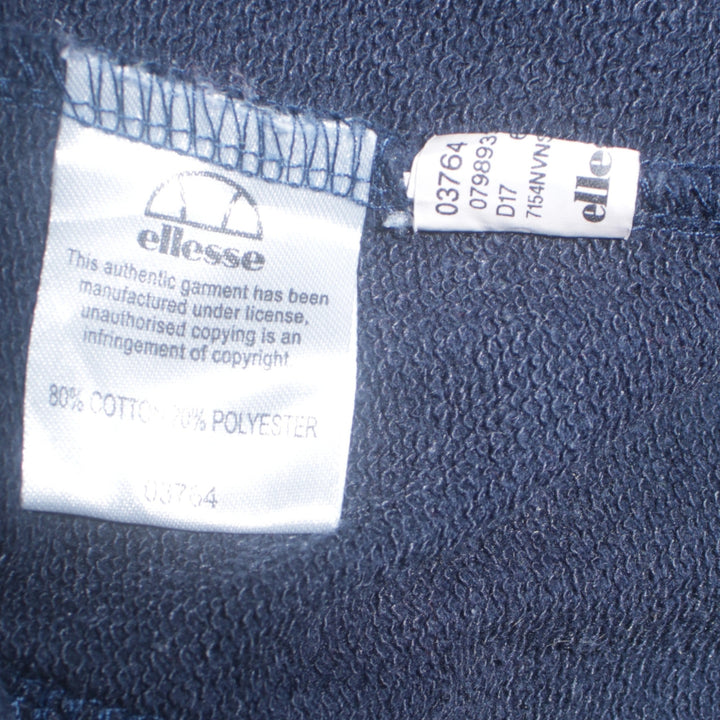 ellesse
This authentic garment has been
manufactured under license,
unauthorised copying is an
infringement of copyright
80% COTTON 20% POLYESTER
03764
03764
079893
D17
7154NVNS
elle